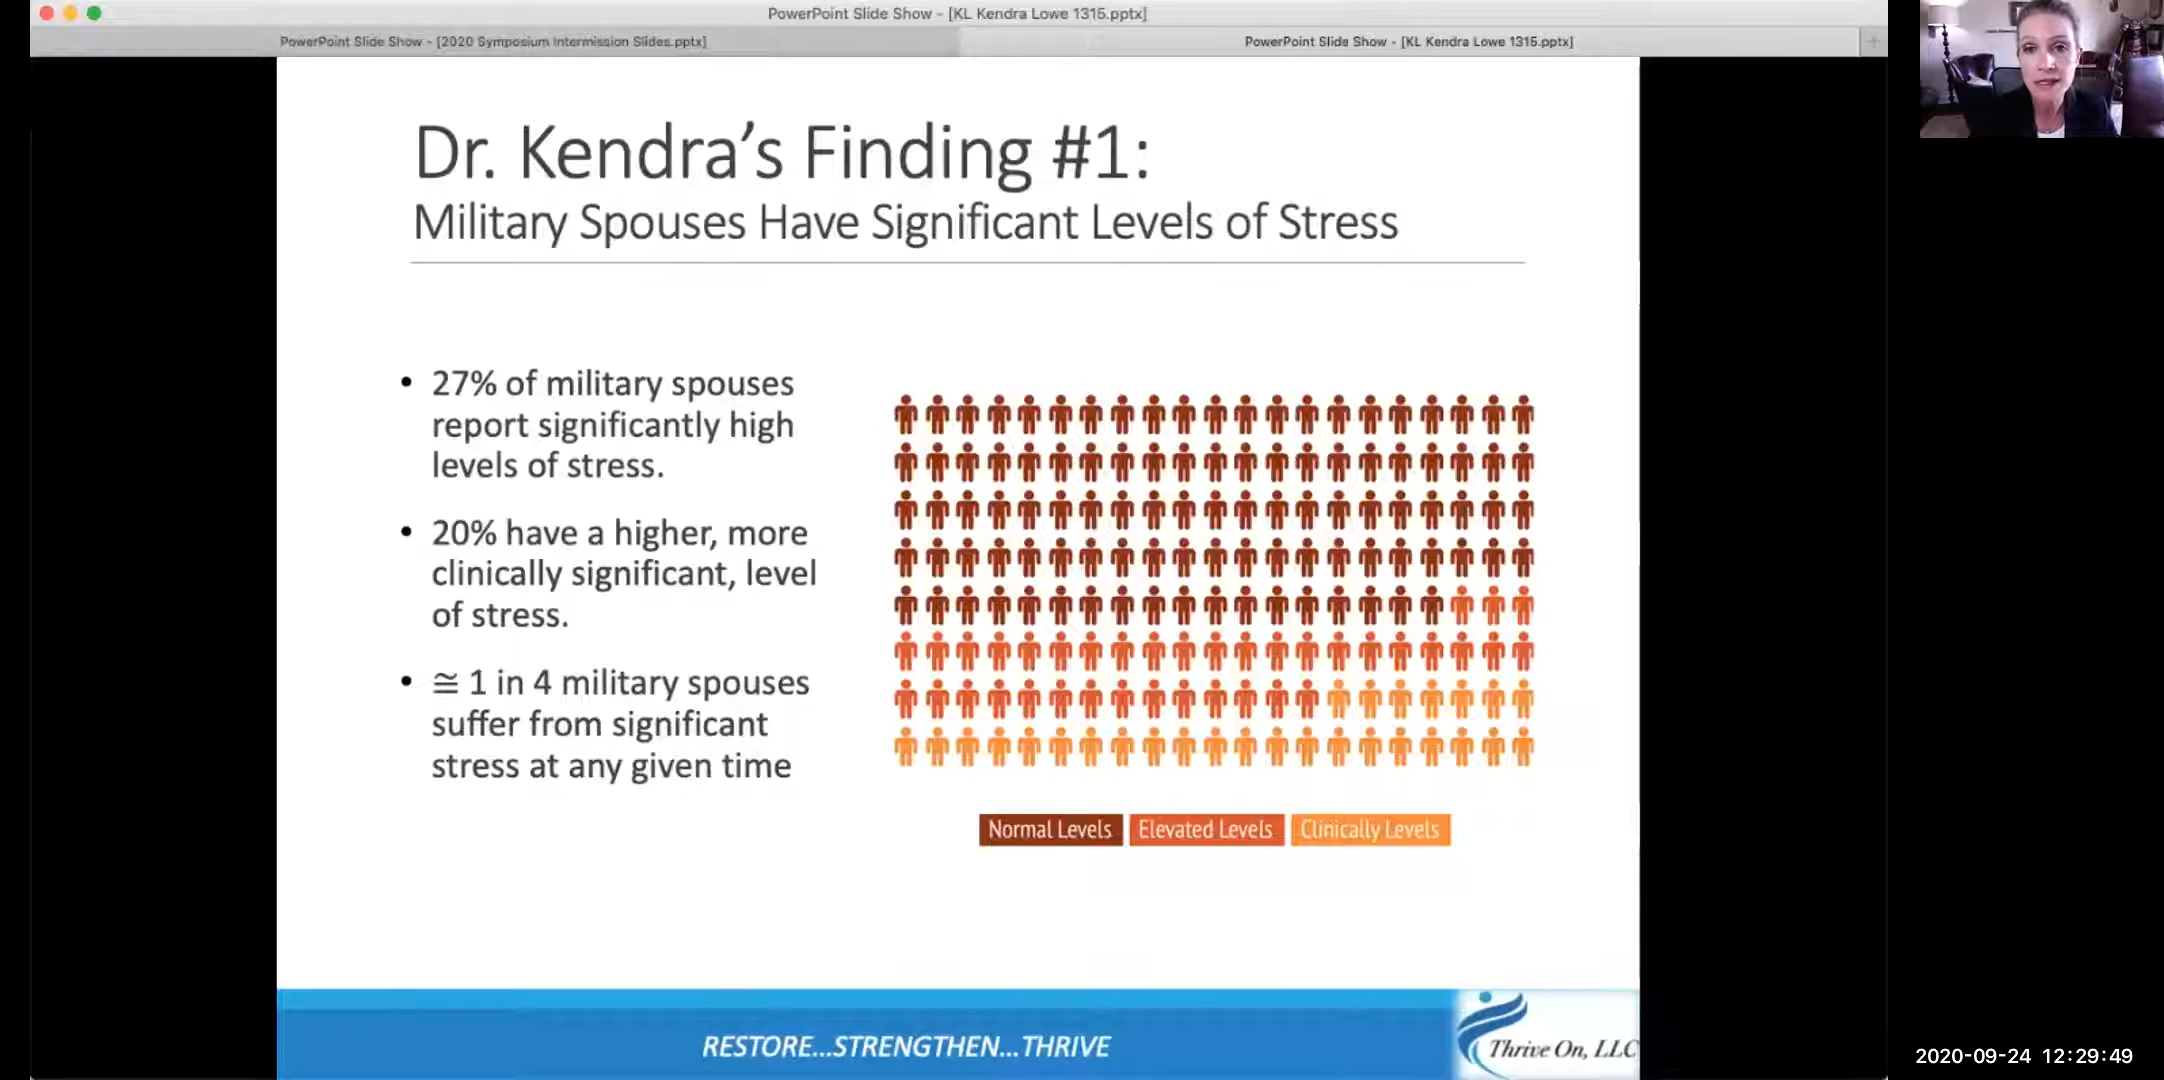 PowerPoint Slide Show - [KL Kendra Lowe 1315.pptx]
PowerPoint Slide Show - [2020 Symposium Intermission Slides.pptx]
PowerPoint Slide Show - [KL Kendra Lowe 1315.pptx]
Dr. Kendra’s Finding #1:
Military Spouses Have Significant Levels of Stress
• 27% of military spouses
report significantly high
levels of stress.
• 20% have a higher, more
clinically significant, level
of stress.
• ≅ 1 in 4 military spouses
suffer from significant
stress at any given time
Normal Levels
Elevated Levels
Clinically Levels
RESTORE...STRENGTHEN...THRIVE
Thrive On, LLC
2020-09-24 12:29:49